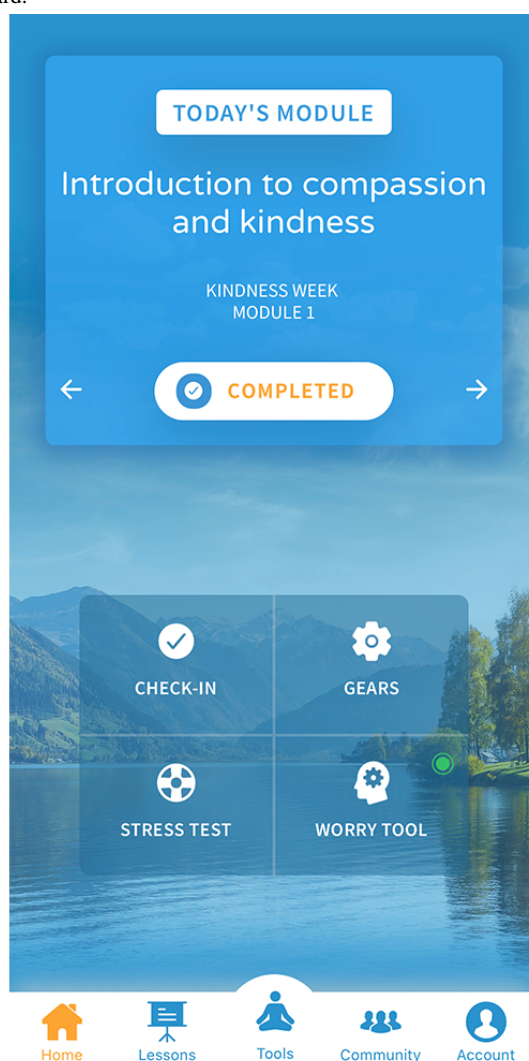 TODAY'S MODULE
Introduction to compassion
and kindness
KINDNESS WEEK
MODULE 1
COMPLETED
CHECK-IN
GEARS
STRESS TEST
WORRY TOOL
Home
Lessons
Tools
Community
Account